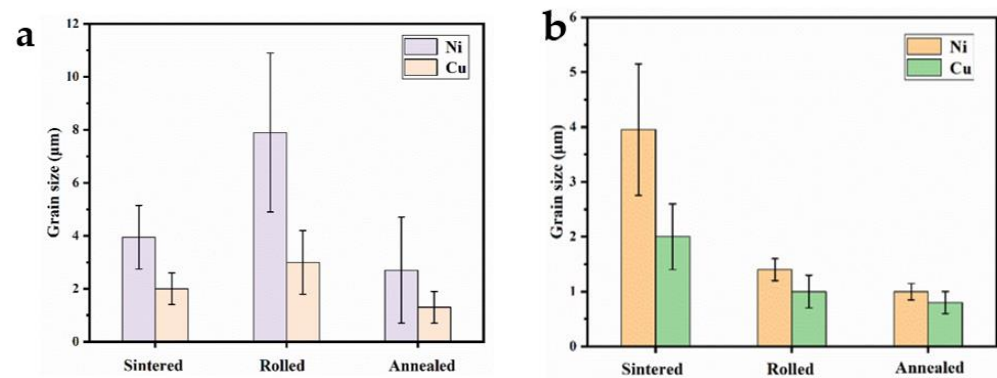 a
Grain size (μm)
12
10
8
6
4
2
0
Ni
Cu
Sintered Rolled Annealed
b
Grain size (μm)
6
5
4
3
2
1
0
Ni
Cu
Sintered Rolled Annealed